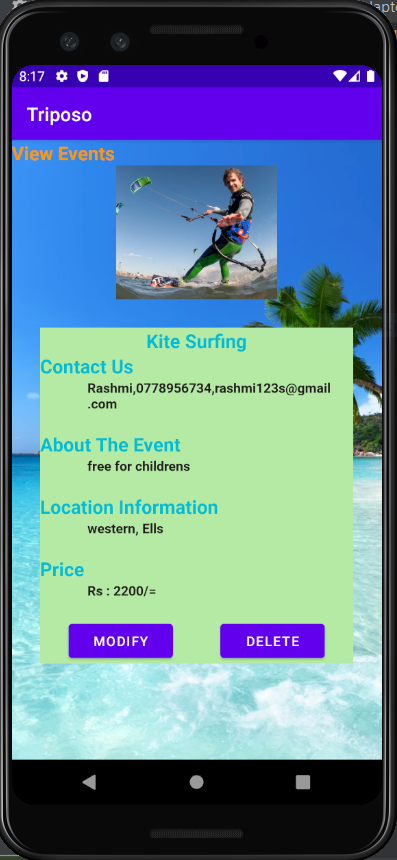 8:17
Triposo
View Events
Kite Surfing
Contact Us
Rashmi,0778956734,rashmi123s@gmail
.com
About The Event
free for childrens
Location Information
western, Ells
Price
Rs : 2200/=
MODIFY DELETE